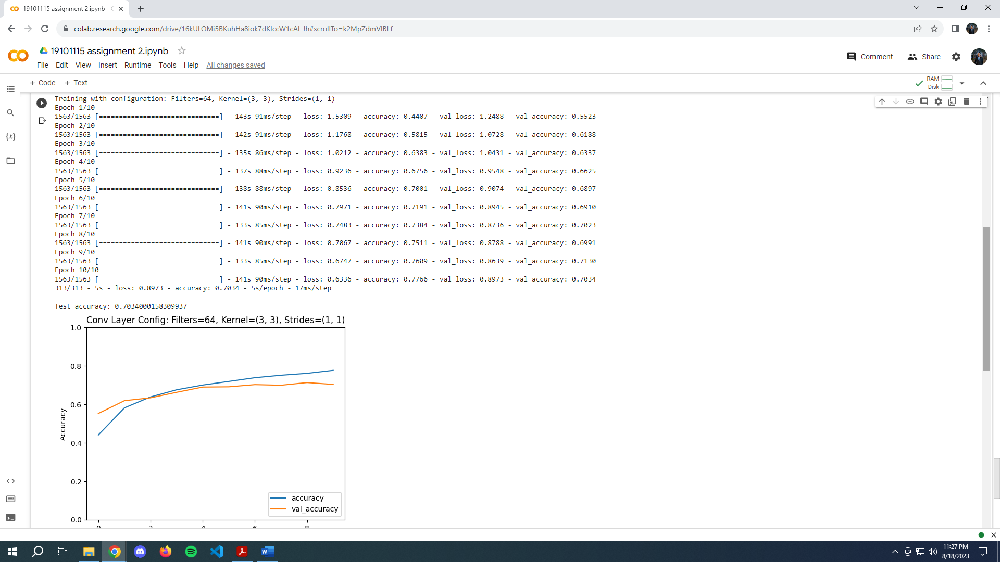 19101115 assignment 2.ipynb - C
colab.research.google.com/drive/16kULOMi5BKuhHa8iok7dKIccW1cAI_Jh#scrollTo=k2MpZdmVIBLf
19101115 assignment 2.ipynb
File Edit View Insert Runtime Tools Help All changes saved
Comment Share
+ Code + Text
RAM
Disk
Training with configuration: Filters=64, Kernel=(3, 3), Strides=(1, 1)
Epoch 1/10
1563/1563 [==============================] - 143s 91ms/step - loss: 1.5309 - accuracy: 0.4407 - val_loss: 1.2488 - val_accuracy: 0.5523
Epoch 2/10
1563/1563 [==============================] - 142s 91ms/step - loss: 1.1768 - accuracy: 0.5815 - val_loss: 1.0728 - val_accuracy: 0.6188
Epoch 3/10
1563/1563 [==============================] - 135s 86ms/step - loss: 1.0212 - accuracy: 0.6383 - val_loss: 1.0431 - val_accuracy: 0.6337
Epoch 4/10
1563/1563 [==============================] - 137s 88ms/step - loss: 0.9236 - accuracy: 0.6756 - val_loss: 0.9548 - val_accuracy: 0.6625
Epoch 5/10
1563/1563 [==============================] - 138s 88ms/step - loss: 0.8536 - accuracy: 0.7001 - val_loss: 0.9074 - val_accuracy: 0.6897
Epoch 6/10
1563/1563 [==============================] - 141s 90ms/step - loss: 0.7971 - accuracy: 0.7191 - val_loss: 0.8945 - val_accuracy: 0.6910
Epoch 7/10
1563/1563 [==============================] - 133s 85ms/step - loss: 0.7483 - accuracy: 0.7384 - val_loss: 0.8736 - val_accuracy: 0.7023
Epoch 8/10
1563/1563 [==============================] - 141s 90ms/step - loss: 0.7067 - accuracy: 0.7511 - val_loss: 0.8788 - val_accuracy: 0.6991
Epoch 9/10
1563/1563 [==============================] - 133s 85ms/step - loss: 0.6747 - accuracy: 0.7609 - val_loss: 0.8639 - val_accuracy: 0.7130
Epoch 10/10
1563/1563 [==============================] - 141s 90ms/step - loss: 0.6336 - accuracy: 0.7766 - val_loss: 0.8973 - val_accuracy: 0.7034
313/313 - 5s - loss: 0.8973 - accuracy: 0.7034 - 5s/epoch - 17ms/step
Test accuracy: 0.7034000158309937
Conv Layer Config: Filters=64, Kernel=(3, 3), Strides=(1, 1)
1.0
0.8
0.6
0.4
0.2
0.0
Accuracy
accuracy
val_accuracy
0 2 4 6 8
11:27 PM
8/18/2023